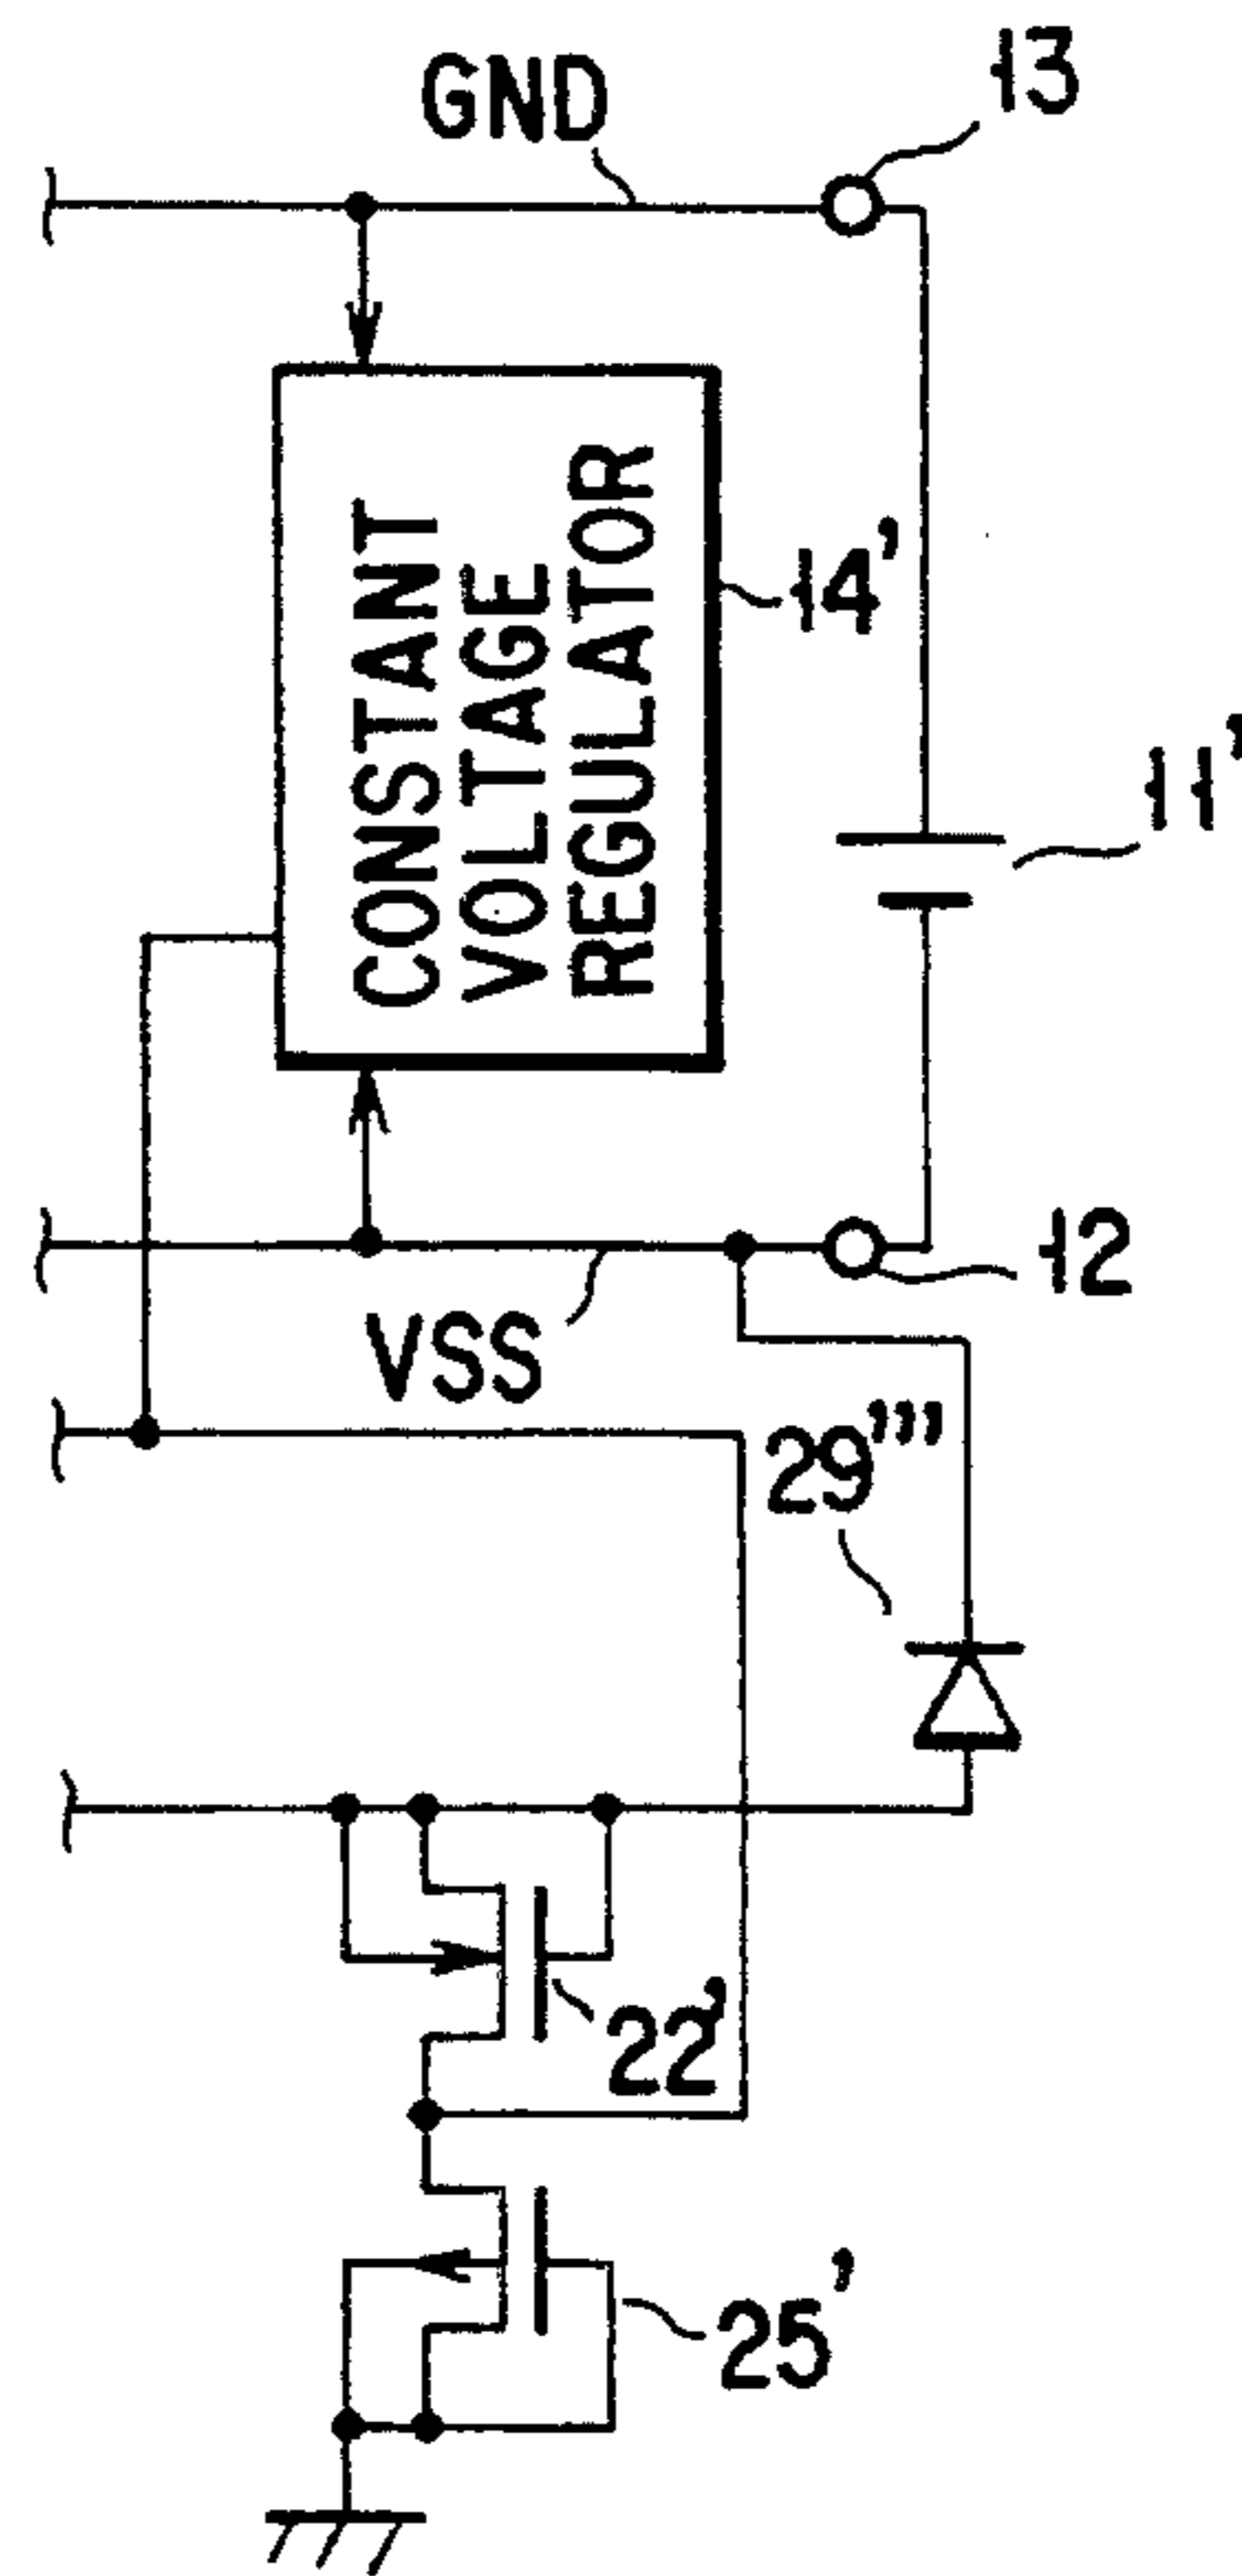 GND
13
CONSTANT
VOLTAGE
REGULATOR
14'
11'
12
VSS
29'''
22'
25'